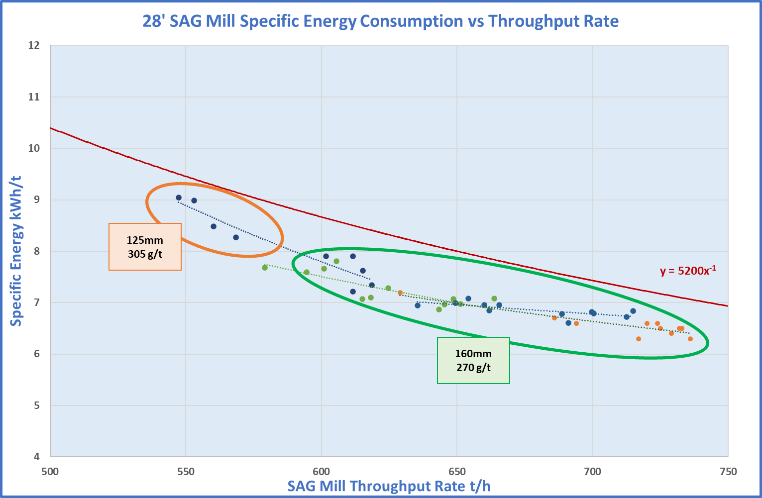 28' SAG Mill Specific Energy Consumption vs Throughput Rate
12
11
10
9
8
7
6
5
4
Specific Energy kWh/t
125mm
305 g/t
y = 5200x⁻¹
160mm
270 g/t
500
550
600
650
700
750
SAG Mill Throughput Rate t/h